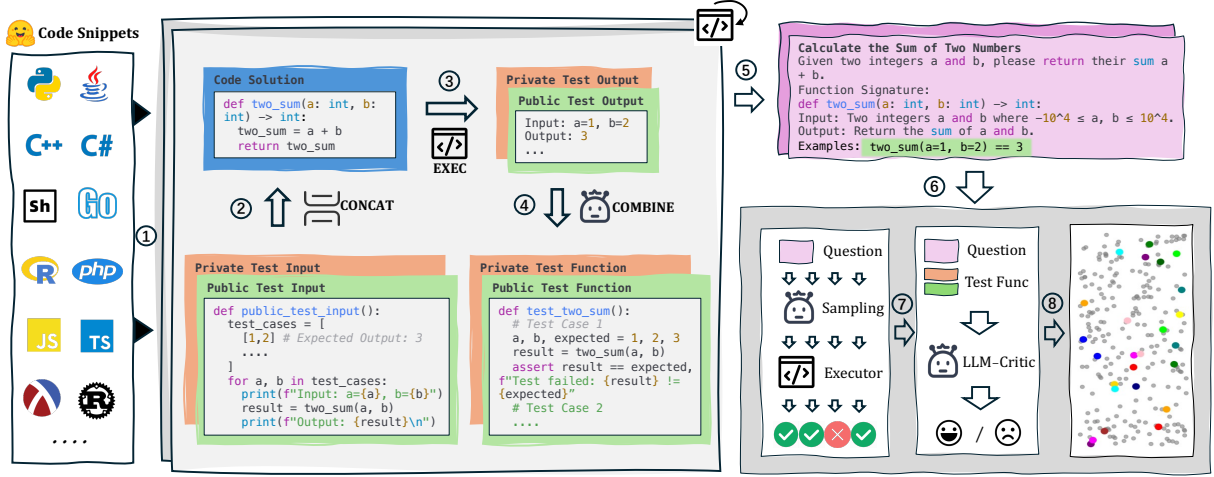 Code Snippets
C++
C#
Sh
Go
R
php
JS
TS
....
①
Code Solution
def two_sum(a: int, b:
int) -> int:
two_sum = a + b
return two_sum
②
CONCAT
③
EXEC
Private Test Output
Public Test Output
Input: a=1, b=2
Output: 3
...
④
COMBINE
Private Test Input
Public Test Input
def public_test_input():
test_cases = [
[1,2] # Expected Output: 3
....
]
for a, b in test_cases:
print(f"Input: a={a}, b={b}")
result = two_sum(a, b)
print(f"Output: {result}\n")
Private Test Function
Public Test Function
def test_two_sum():
# Test Case 1
a, b, expected = 1, 2, 3
result = two_sum(a, b)
assert result == expected,
f"Test failed: {result} !=
{expected}”
# Test Case 2
....
</>
⑤
Calculate the Sum of Two Numbers
Given two integers a and b, please return their sum a
+ b.
Function Signature:
def two_sum(a: int, b: int) -> int:
Input: Two integers a and b where -10^4 ≤ a, b ≤ 10^4.
Output: Return the sum of a and b.
Examples: two_sum(a=1, b=2) == 3
⑥
Question
Sampling
</>
Executor
⑦
Question
Test Func
LLM-Critic
/
⑧